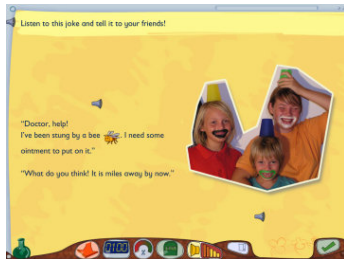 Listen to this joke and tell it to your friends!
"Doctor, help!
I've been stung by a bee . I need some
ointment to put on it."
"What do you think! It is miles away by now."